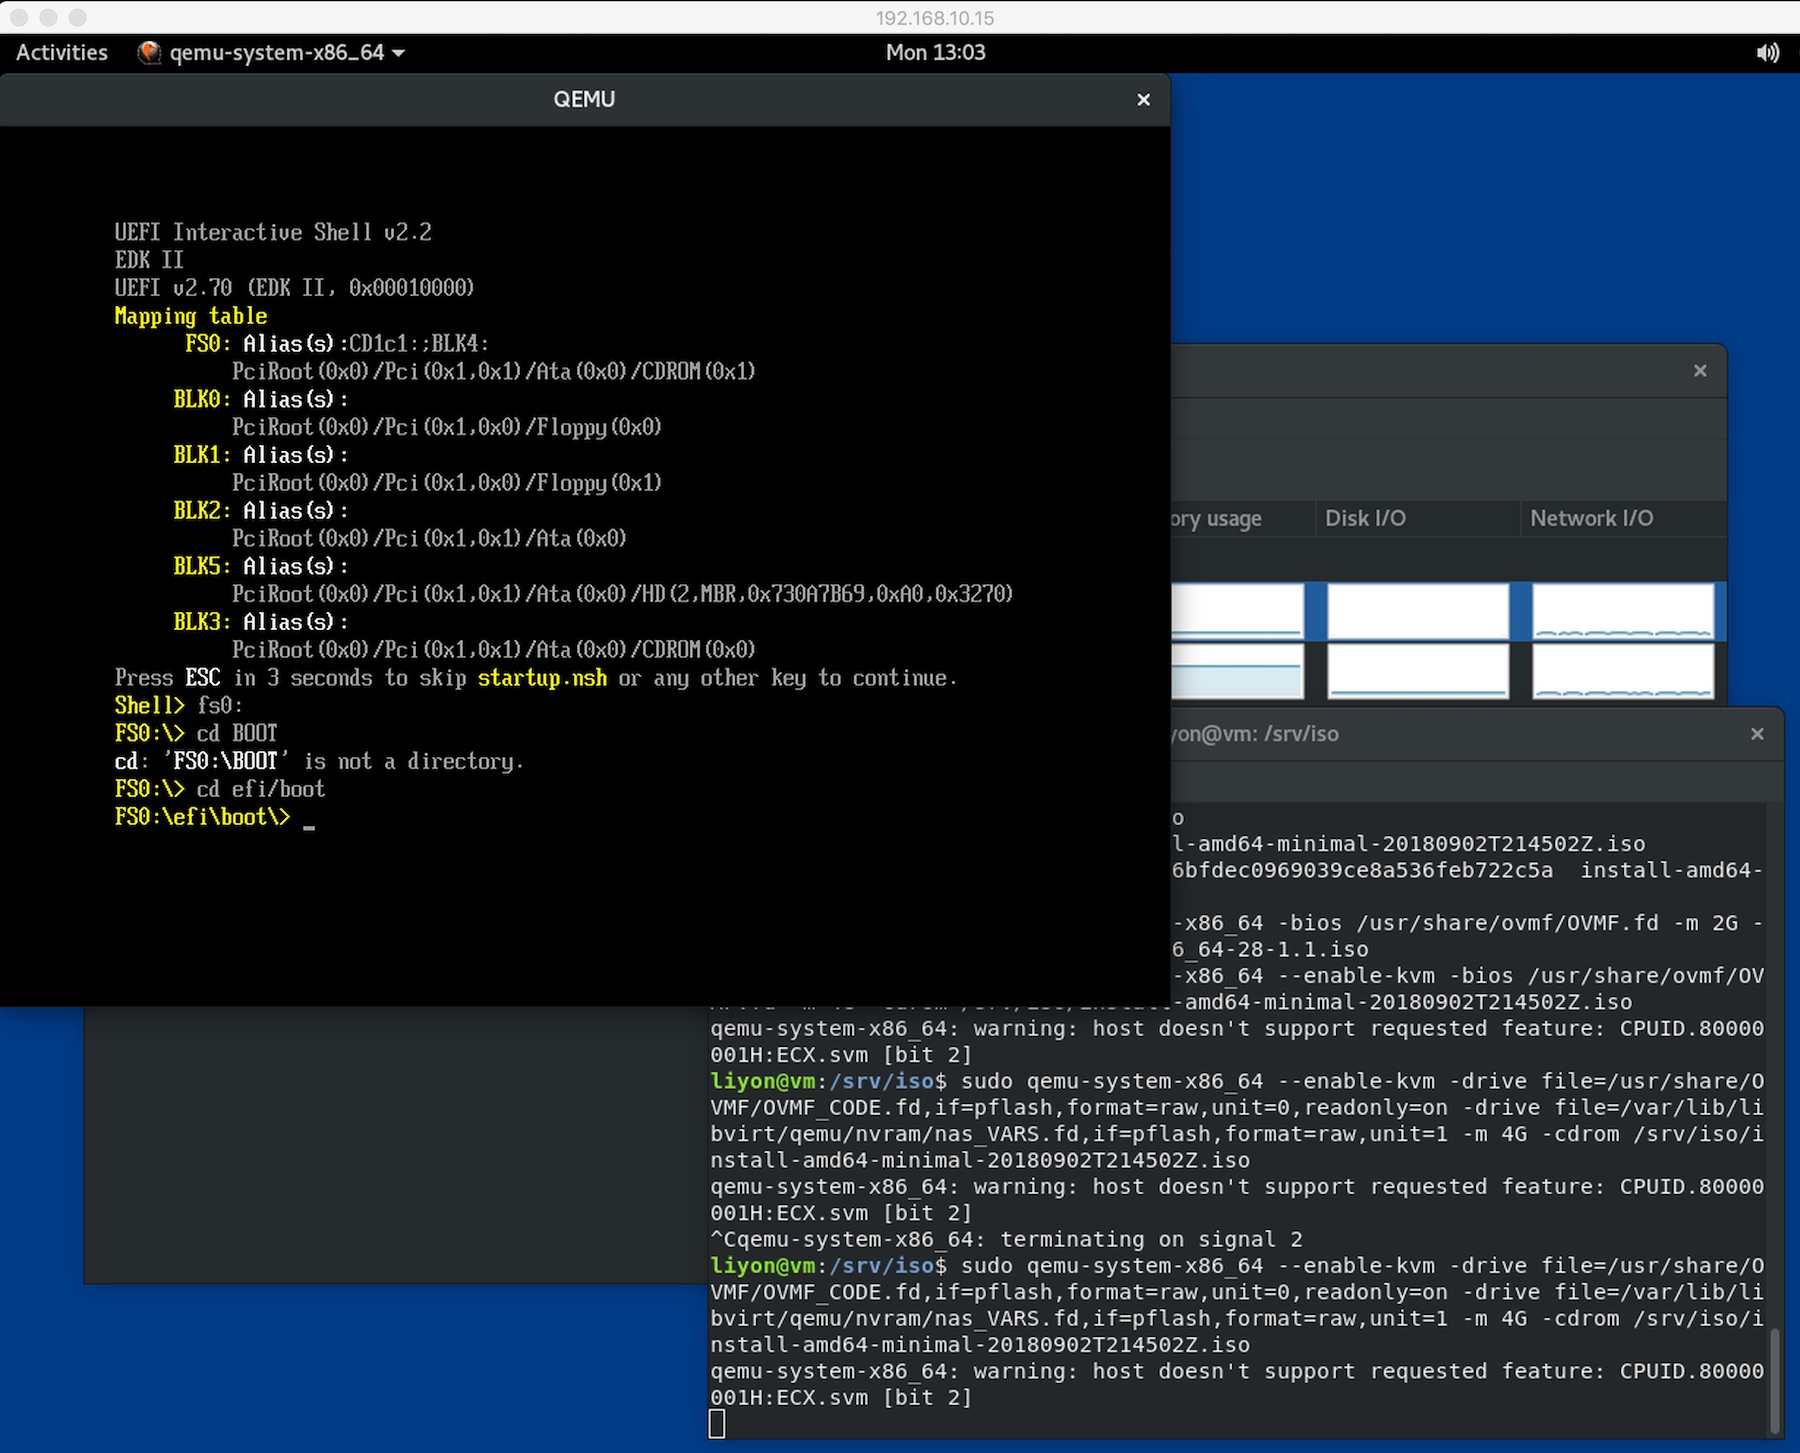 192.168.10.15
Activities qemu-system-x86_64 Mon 13:03
QEMU
UEFI Interactive Shell v2.2
EDK II
UEFI v2.70 (EDK II, 0x00010000)
Mapping table
FS0: Alias(s):CD1c1:;BLK4:
PciRoot(0x0)/Pci(0x1,0x1)/Ata(0x0)/CDROM(0x1)
BLK0: Alias(s):
PciRoot(0x0)/Pci(0x1,0x0)/Floppy(0x0)
BLK1: Alias(s):
PciRoot(0x0)/Pci(0x1,0x0)/Floppy(0x1)
BLK2: Alias(s):
PciRoot(0x0)/Pci(0x1,0x1)/Ata(0x0)
BLK5: Alias(s):
PciRoot(0x0)/Pci(0x1,0x1)/Ata(0x0)/HD(2,MBR,0x730A7B69,0xA0,0x3270)
BLK3: Alias(s):
PciRoot(0x0)/Pci(0x1,0x1)/Ata(0x0)/CDROM(0x0)
Press ESC in 3 seconds to skip startup.nsh or any other key to continue.
Shell> fs0:
FS0:\> cd BOOT
cd: 'FS0:\BOOT' is not a directory.
FS0:\> cd efi/boot
FS0:\efi\boot\> _
ory usage Disk I/O Network I/O
yon@vm: /srv/iso
o
l-amd64-minimal-20180902T214502Z.iso
6bfdec0969039ce8a536feb722c5a install-amd64-
-x86_64 -bios /usr/share/ovmf/OVMF.fd -m 2G -
6_64-28-1.1.iso
-x86_64 --enable-kvm -bios /usr/share/ovmf/OV
-amd64-minimal-20180902T214502Z.iso
qemu-system-x86_64: warning: host doesn't support requested feature: CPUID.80000
001H:ECX.svm [bit 2]
liyon@vm:/srv/iso$ sudo qemu-system-x86_64 --enable-kvm -drive file=/usr/share/O
VMF/OVMF_CODE.fd,if=pflash,format=raw,unit=0,readonly=on -drive file=/var/lib/li
bvirt/qemu/nvram/nas_VARS.fd,if=pflash,format=raw,unit=1 -m 4G -cdrom /srv/iso/i
nstall-amd64-minimal-20180902T214502Z.iso
qemu-system-x86_64: warning: host doesn't support requested feature: CPUID.80000
001H:ECX.svm [bit 2]
^Cqemu-system-x86_64: terminating on signal 2
liyon@vm:/srv/iso$ sudo qemu-system-x86_64 --enable-kvm -drive file=/usr/share/O
VMF/OVMF_CODE.fd,if=pflash,format=raw,unit=0,readonly=on -drive file=/var/lib/li
bvirt/qemu/nvram/nas_VARS.fd,if=pflash,format=raw,unit=1 -m 4G -cdrom /srv/iso/i
nstall-amd64-minimal-20180902T214502Z.iso
qemu-system-x86_64: warning: host doesn't support requested feature: CPUID.80000
001H:ECX.svm [bit 2]